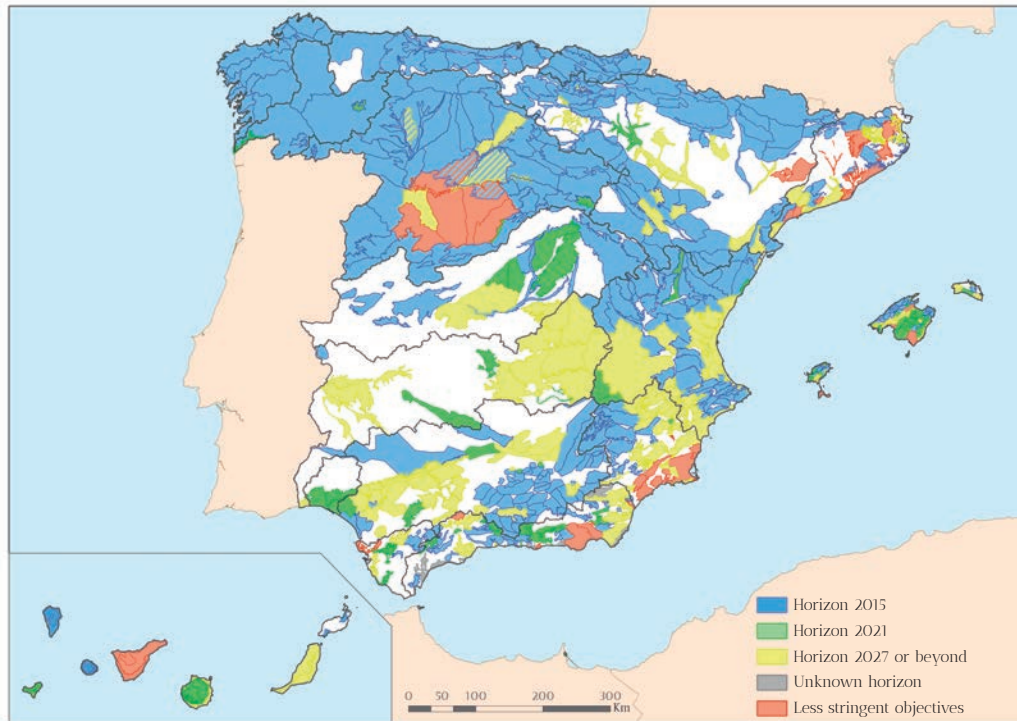 Horizon 2015
Horizon 2021
Horizon 2027 or beyond
Unknown horizon
Less stringent objectives
0 50 100 200 300
Km